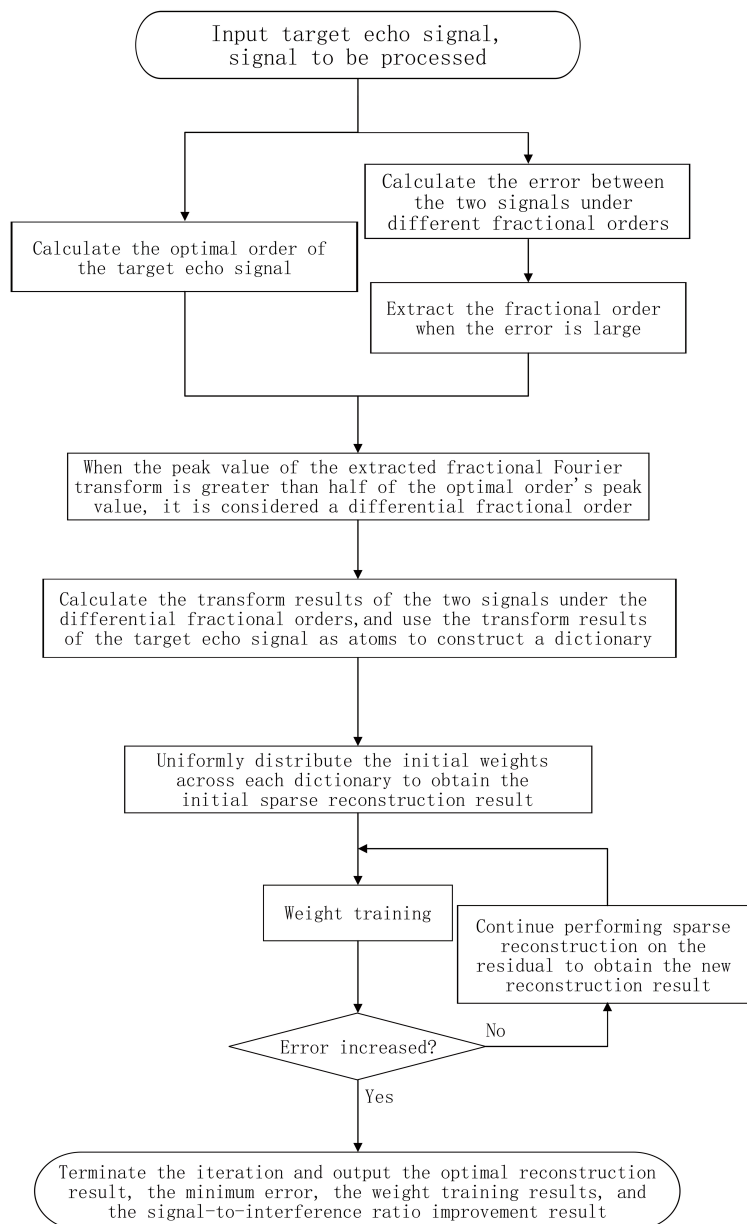 Input target echo signal,
signal to be processed
Calculate the error between
the two signals under
different fractional orders
Calculate the optimal order of
the target echo signal
Extract the fractional order
when the error is large
When the peak value of the extracted fractional Fourier
transform is greater than half of the optimal order's peak
value, it is considered a differential fractional order
Calculate the transform results of the two signals under the
differential fractional orders,and use the transform results
of the target echo signal as atoms to construct a dictionary
Uniformly distribute the initial weights
across each dictionary to obtain the
initial sparse reconstruction result
Weight training
Continue performing sparse
reconstruction on the
residual to obtain the new
reconstruction result
Error increased?
No
Yes
Terminate the iteration and output the optimal reconstruction
result, the minimum error, the weight training results, and
the signal-to-interference ratio improvement result